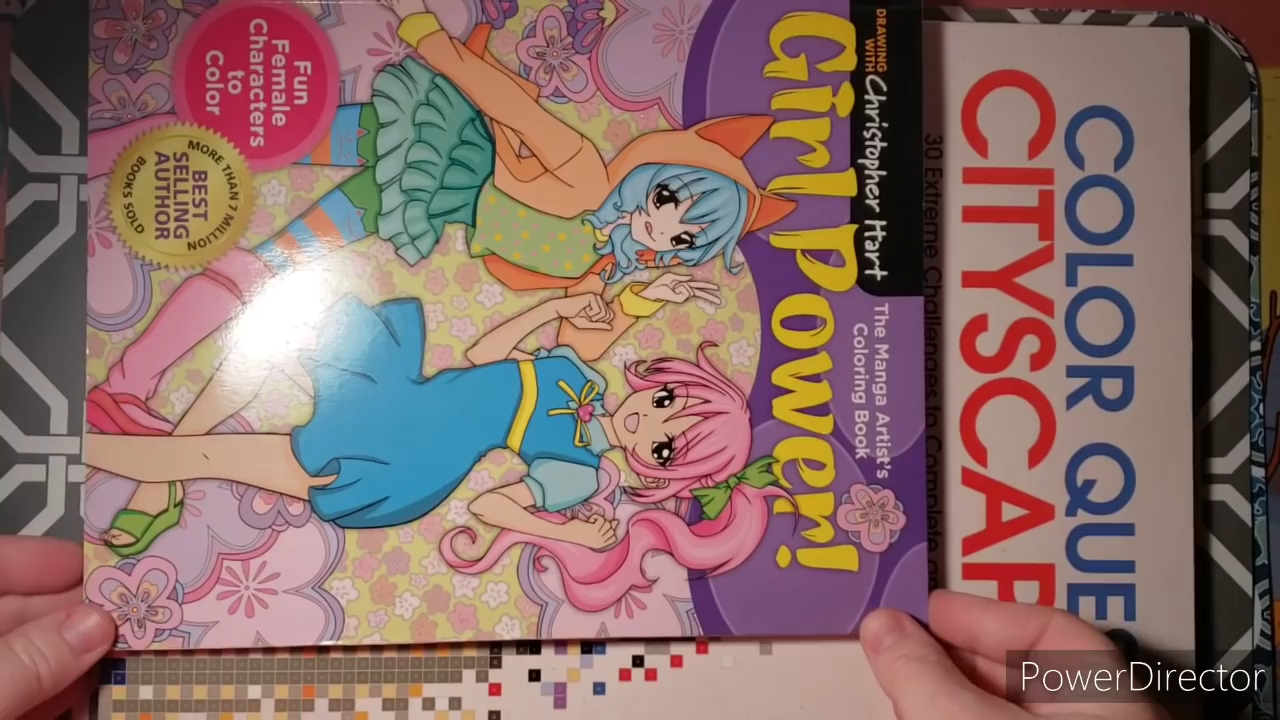 DRAWING
WITH Christopher Hart
Girl Power!
The Manga Artist's
Coloring Book
Fun
Female
Characters
to
Color
MORE THAN 7 MILLION
BEST
SELLING
AUTHOR
BOOKS SOLD
COLOR QUE
CITYSCAP
30 Extreme Challenges to Complete an
PowerDirector